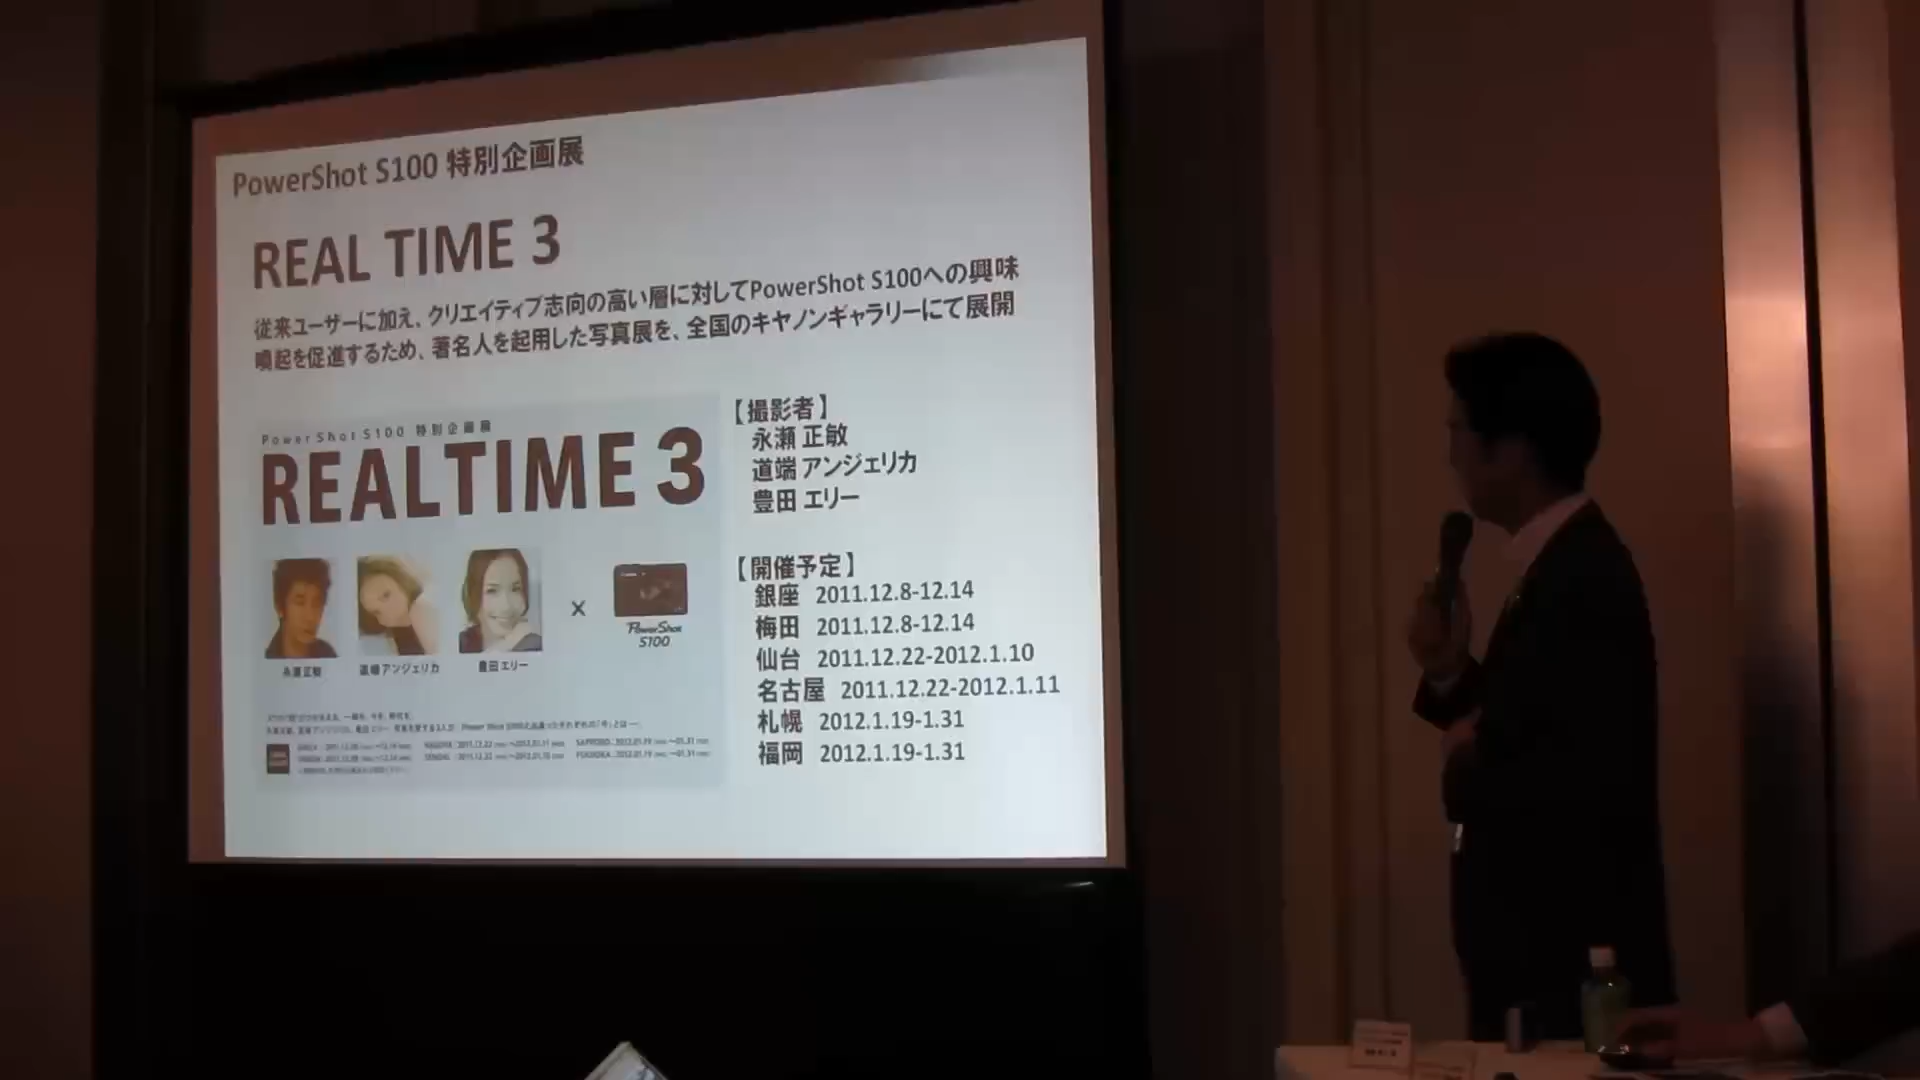 PowerShot S100 特別企画展
REAL TIME 3
従来ユーザーに加え、クリエイティブ志向の高い層に対してPowerShot S100への興味
喚起を促進するため、著名人を起用した写真展を、全国のキヤノンギャラリーにて展開
PowerShot S100 特別企画展
REALTIME 3
永瀬正敏
道端アンジェリカ
豊田エリー
x
PowerShot
S100
【撮影者】
永瀬 正敏
道端 アンジェリカ
豊田 エリー
【開催予定】
銀座 2011.12.8-12.14
梅田 2011.12.8-12.14
仙台 2011.12.22-2012.1.10
名古屋 2011.12.22-2012.1.11
札幌 2012.1.19-1.31
福岡 2012.1.19-1.31